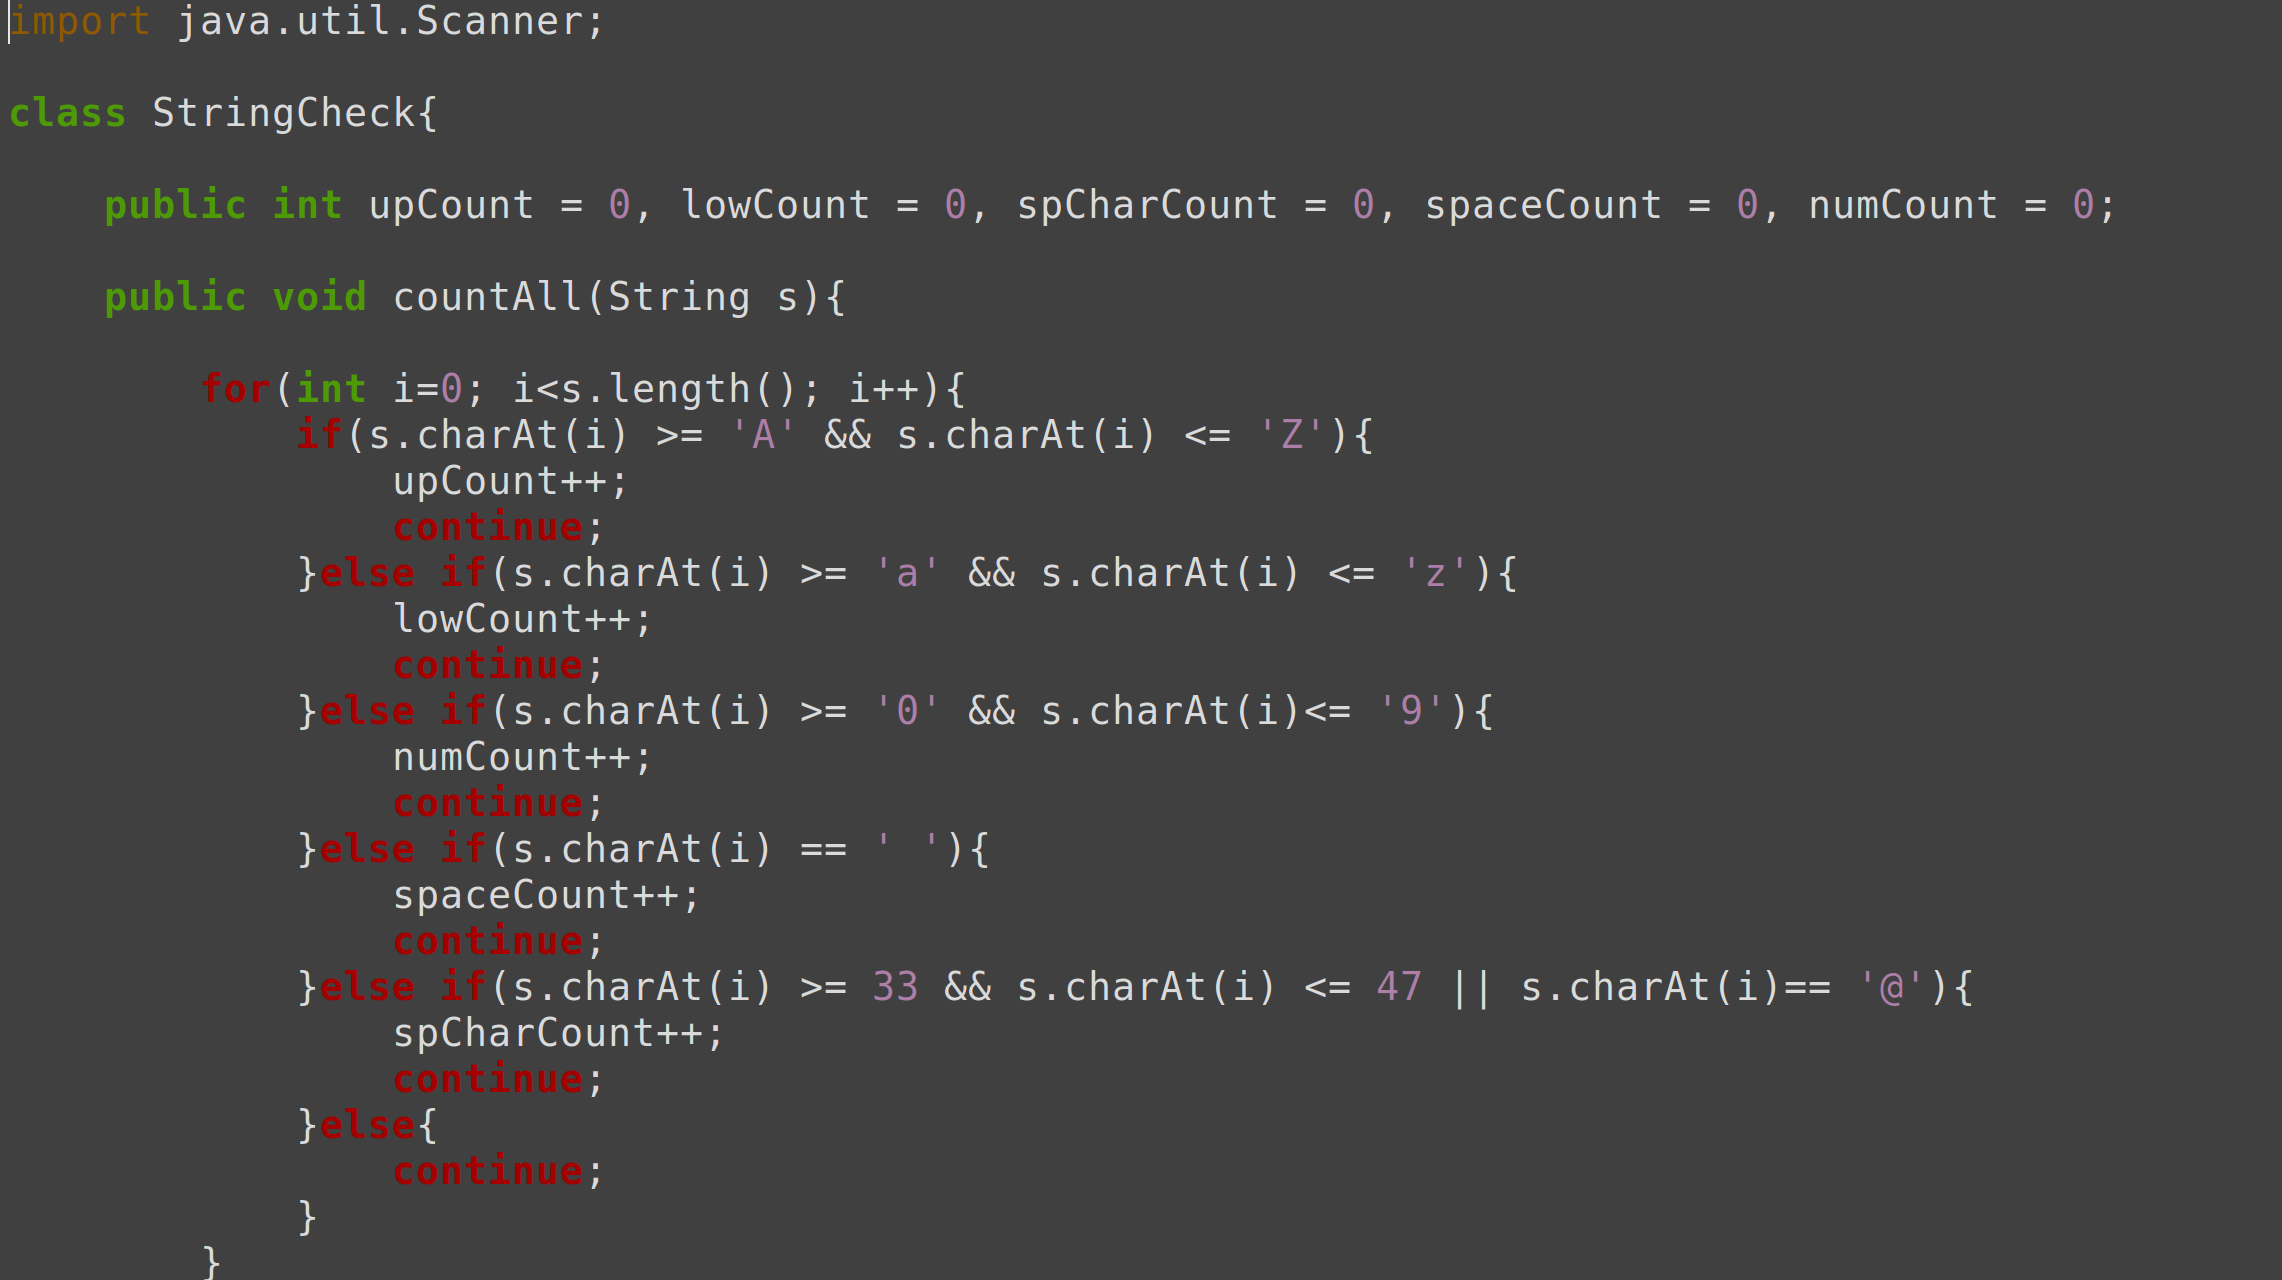 import java.util.Scanner;
class StringCheck{
public int upCount = 0, lowCount = 0, spCharCount = 0, spaceCount = 0, numCount = 0;
public void countAll(String s){
for(int i=0; i<s.length(); i++){
if(s.charAt(i) >= 'A' && s.charAt(i) <= 'Z'){
upCount++;
continue;
}else if(s.charAt(i) >= 'a' && s.charAt(i) <= 'z'){
lowCount++;
continue;
}else if(s.charAt(i) >= '0' && s.charAt(i)<= '9'){
numCount++;
continue;
}else if(s.charAt(i) == ' '){
spaceCount++;
continue;
}else if(s.charAt(i) >= 33 && s.charAt(i) <= 47 || s.charAt(i)== '@'){
spCharCount++;
continue;
}else{
continue;
}
}